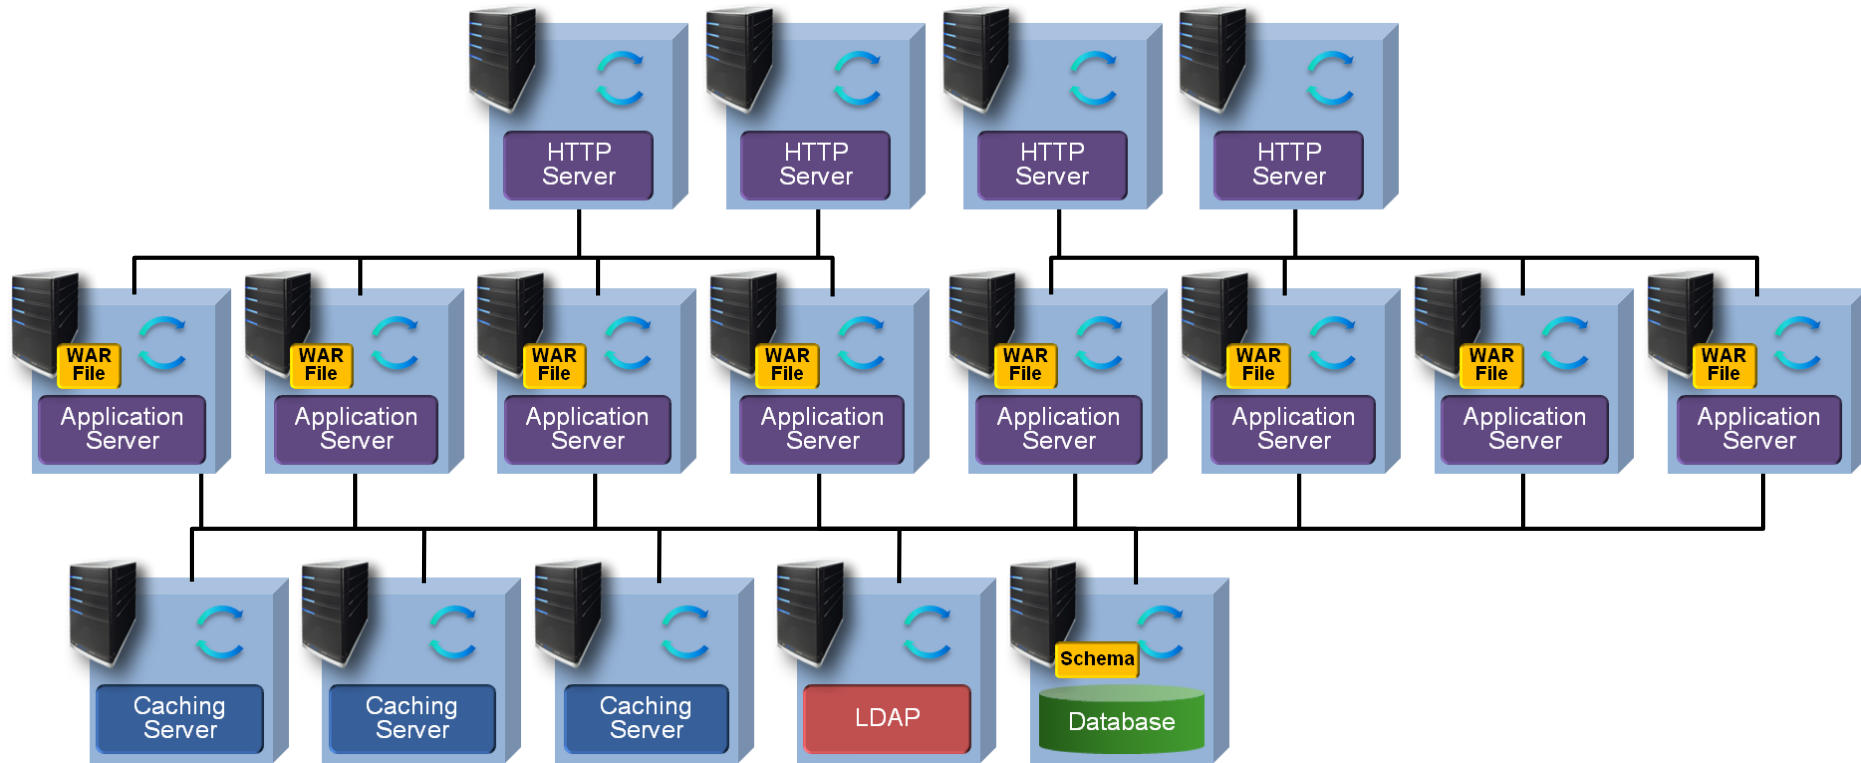 HTTP
Server
HTTP
Server
HTTP
Server
HTTP
Server
WAR
File
Application
Server
WAR
File
Application
Server
WAR
File
Application
Server
WAR
File
Application
Server
WAR
File
Application
Server
WAR
File
Application
Server
WAR
File
Application
Server
WAR
File
Application
Server
Caching
Server
Caching
Server
Caching
Server
LDAP
Schema
Database